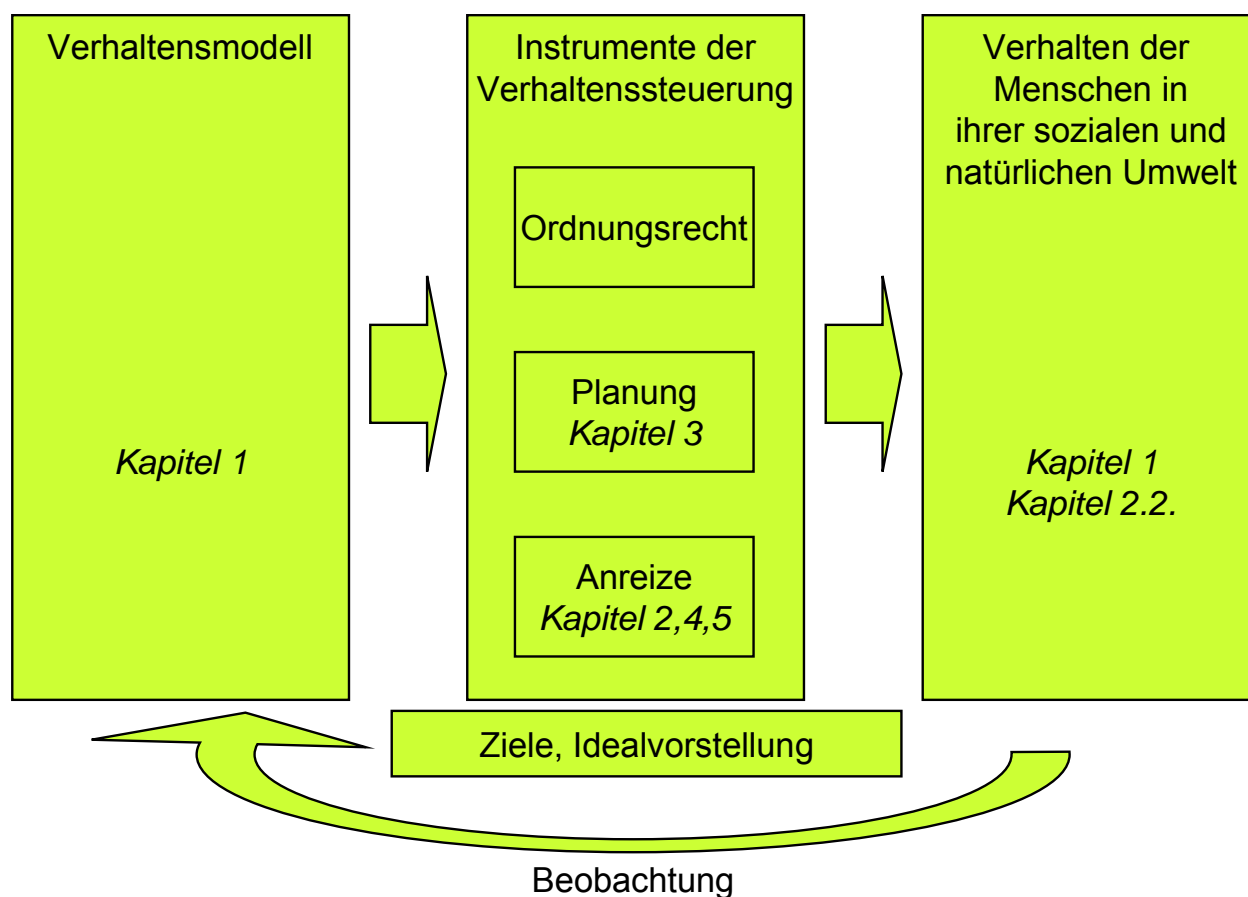 Verhaltensmodell
Kapitel 1
Instrumente der
Verhaltenssteuerung
Ordnungsrecht
Planung
Kapitel 3
Anreize
Kapitel 2,4,5
Verhalten der
Menschen in
ihrer sozialen und
natürlichen Umwelt
Kapitel 1
Kapitel 2.2.
Ziele, Idealvorstellung
Beobachtung